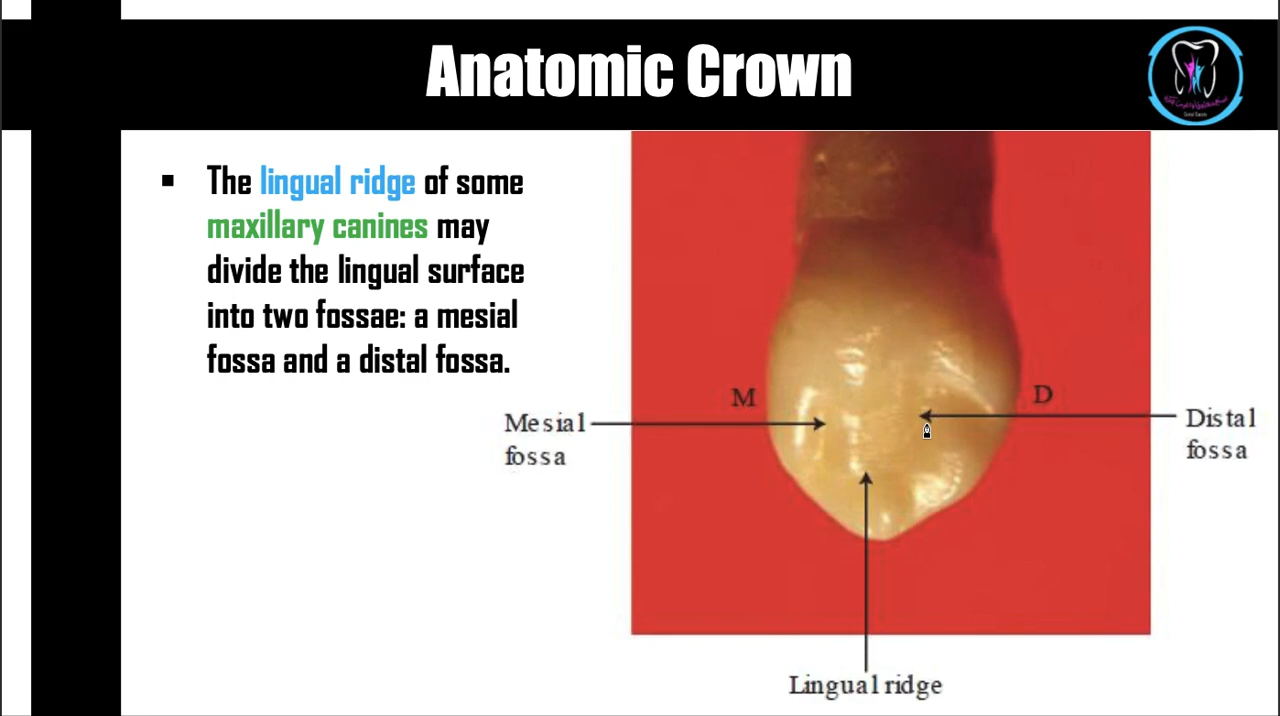 Anatomic Crown
▪ The lingual ridge of some
maxillary canines may
divide the lingual surface
into two fossae: a mesial
fossa and a distal fossa.
M
D
Mesial
fossa
Distal
fossa
Lingual ridge